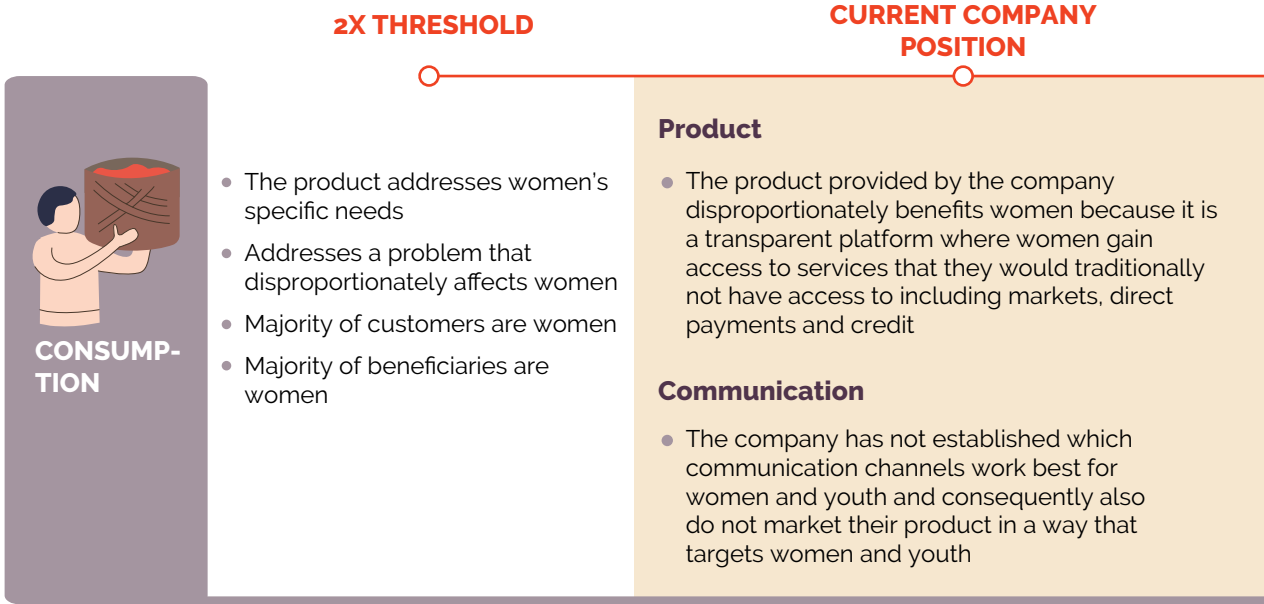 2X THRESHOLD
CURRENT COMPANY
POSITION
CONSUMP-
TION
The product addresses women's
specific needs
Addresses a problem that
disproportionately affects women
Majority of customers are women
Majority of beneficiaries are
women
Product
The product provided by the company
disproportionately benefits women because it is
a transparent platform where women gain
access to services that they would traditionally
not have access to including markets, direct
payments and credit
Communication
The company has not established which
communication channels work best for
women and youth and consequently also
do not market their product in a way that
targets women and youth